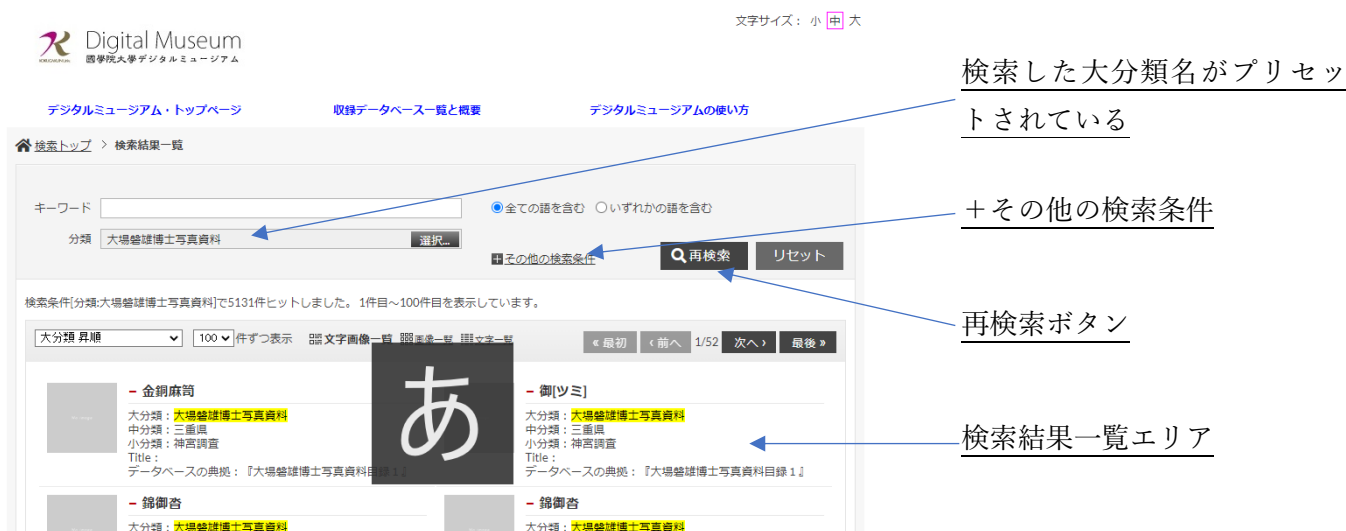 文字サイズ： 小 中 大
Digital Museum
國學院大學デジタルミュージアム
検索した大分類名がプリセッ
トされている
デジタルミュージアム・トップページ 収録データベース一覧と概要 デジタルミュージアムの使い方
検索トップ > 検索結果一覧
キーワード 全ての語を含む いずれかの語を含む
＋その他の検索条件
分類 大場磐雄博士写真資料 選択...
その他の検索条件 再検索 リセット
検索条件[分類:大場磐雄博士写真資料]で5131件ヒットしました。 1件目～100件目を表示しています。
再検索ボタン
大分類 昇順 100 件ずつ表示 文字画像一覧 画像一覧 文字一覧 « 最初 ‹ 前へ 1/52 次へ › 最後 »
あ
− 金銅麻笥
大分類：大場磐雄博士写真資料
中分類：三重県
小分類：神宮調査
Title：
データベースの典拠：『大場磐雄博士写真資料目録１』
− 御[ツミ]
大分類：大場磐雄博士写真資料
中分類：三重県
小分類：神宮調査
Title：
データベースの典拠：『大場磐雄博士写真資料目録１』
検索結果一覧エリア
− 錦御沓
大分類：大場磐雄博士写真資料
− 錦御沓
大分類：大場磐雄博士写真資料